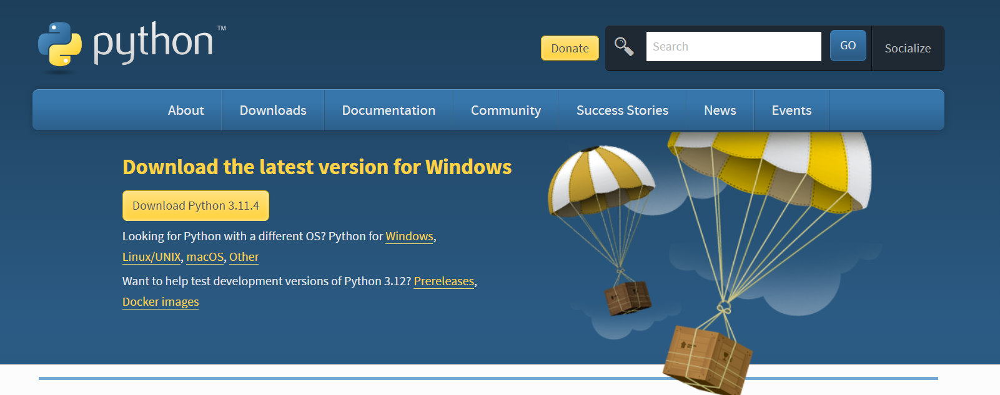 python™
Donate
Search
GO
Socialize
About
Downloads
Documentation
Community
Success Stories
News
Events
Download the latest version for Windows
Download Python 3.11.4
Looking for Python with a different OS? Python for Windows,
Linux/UNIX, macOS, Other
Want to help test development versions of Python 3.12? Prereleases,
Docker images